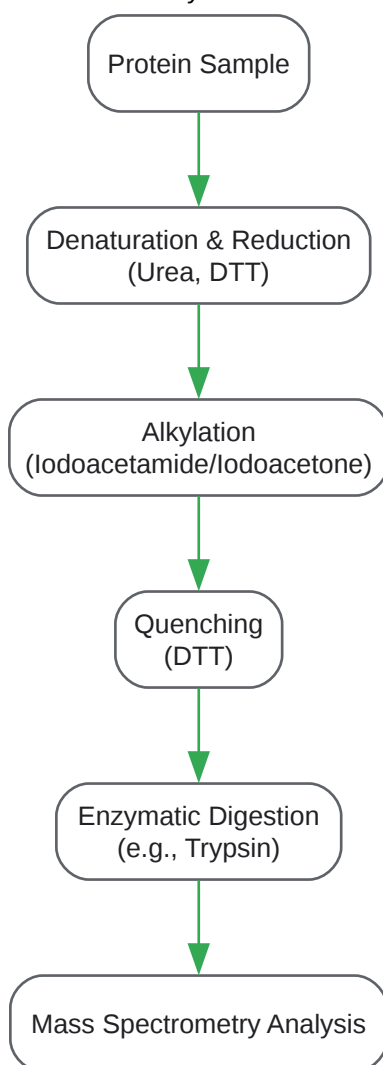 Protein Sample
Denaturation & Reduction
(Urea, DTT)
Alkylation
(Iodoacetamide/Iodoacetone)
Quenching
(DTT)
Enzymatic Digestion
(e.g., Trypsin)
Mass Spectrometry Analysis